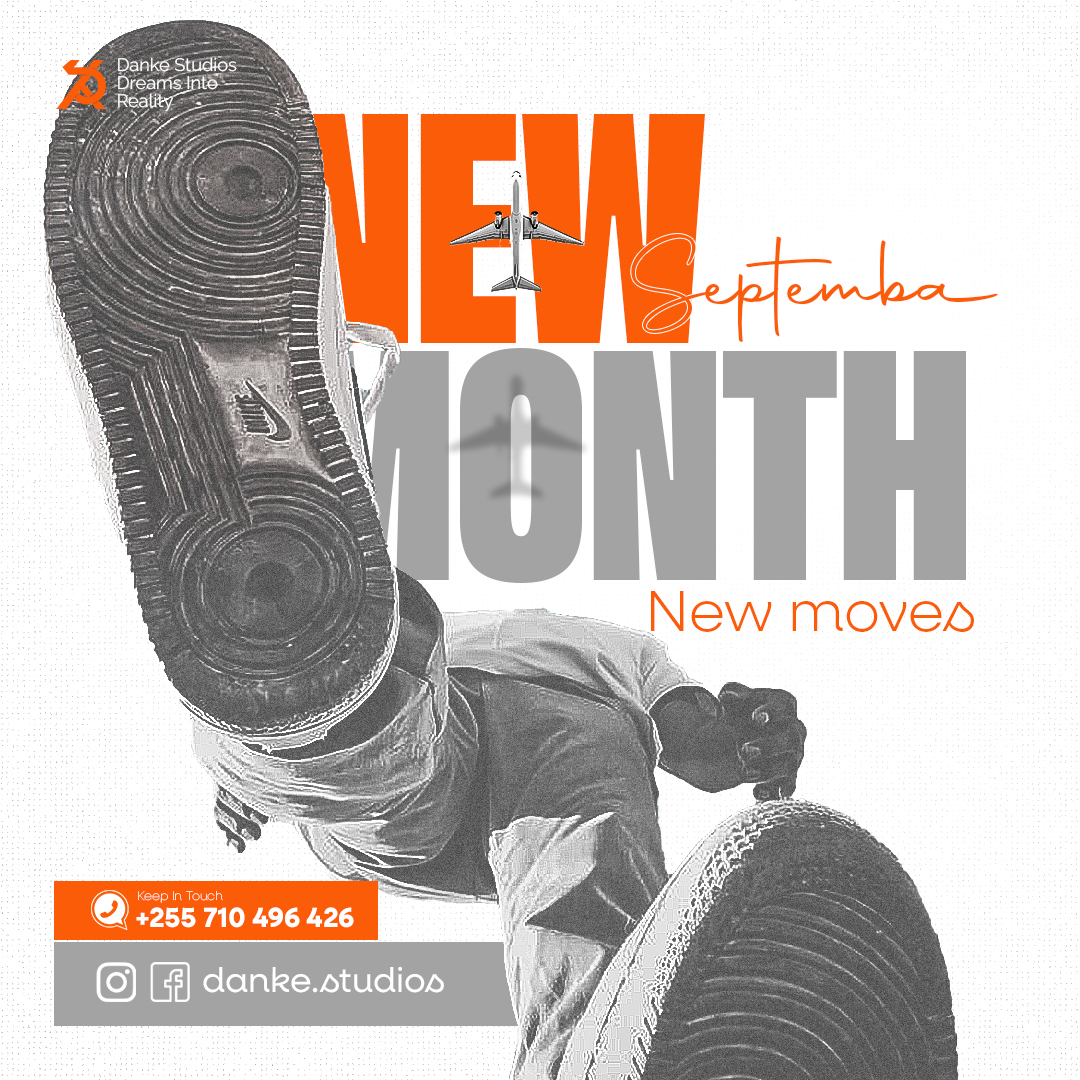 Danke Studios
Dreams Into
Reality
NEW
Septemba
MONTH
New moves
Keep In Touch
+255 710 496 426
danke.studios